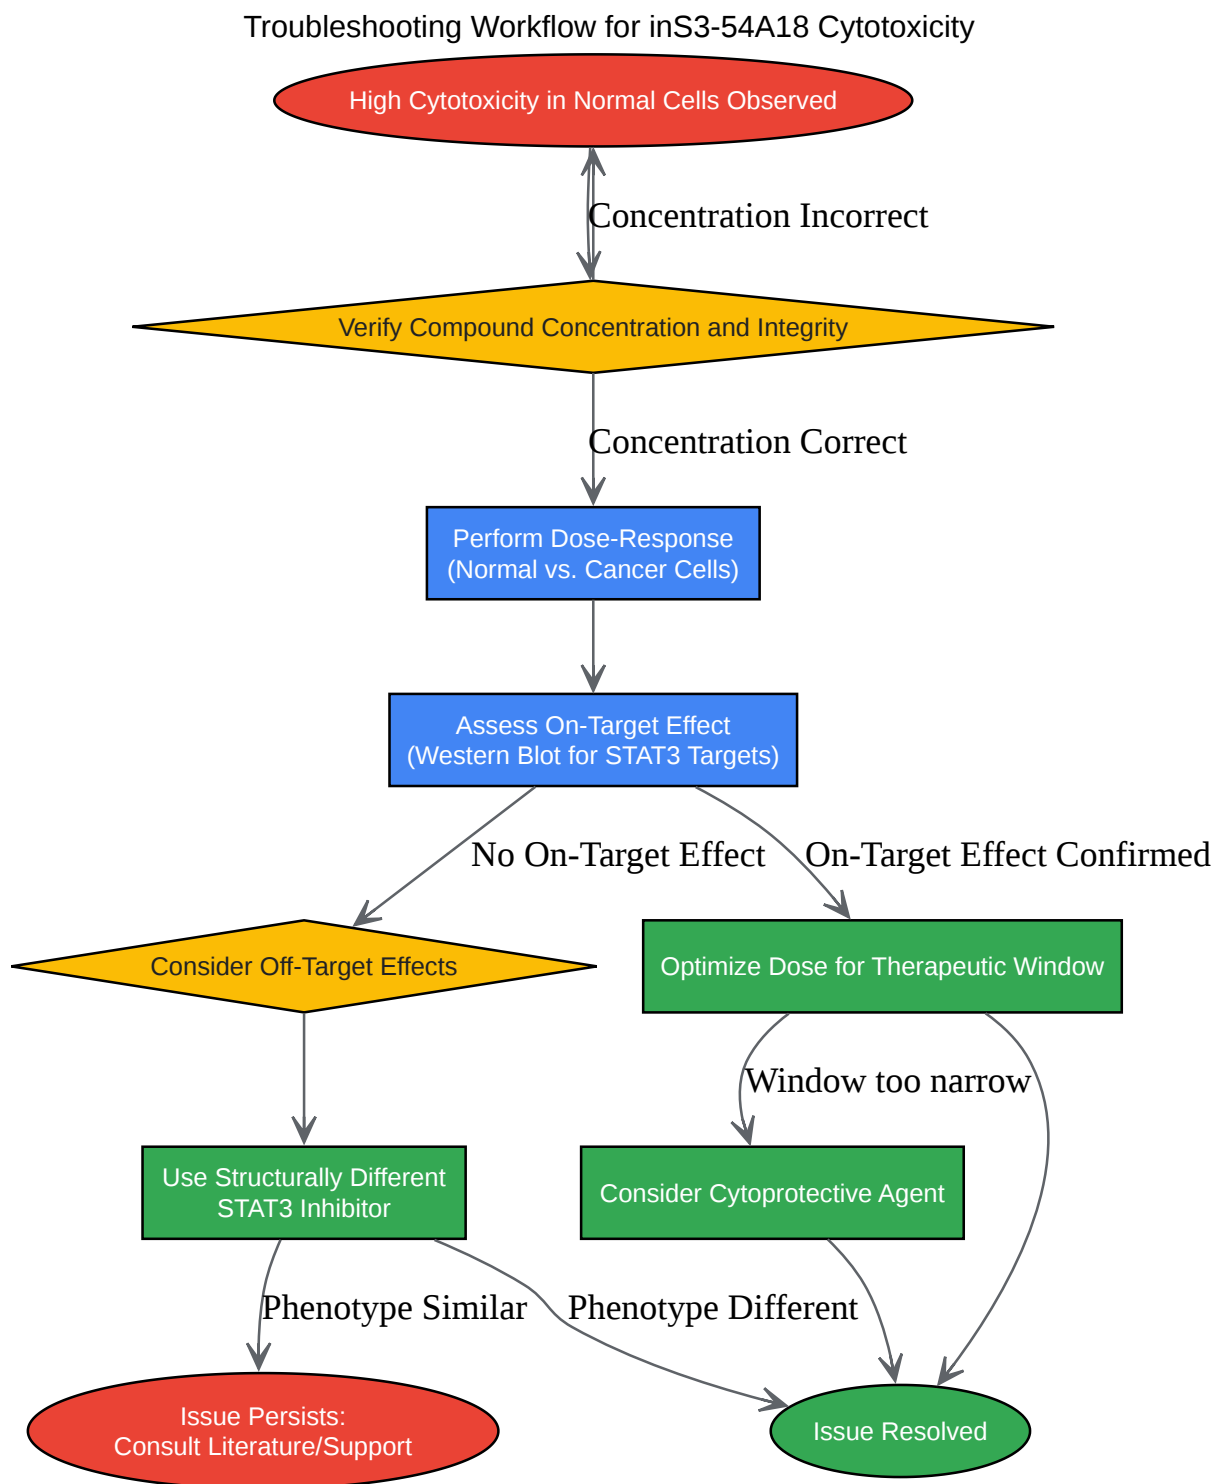 Troubleshooting Workflow for inS3-54A18 Cytotoxicity
High Cytotoxicity in Normal Cells Observed
Concentration Incorrect
Verify Compound Concentration and Integrity
Concentration Correct
Perform Dose-Response
(Normal vs. Cancer Cells)
Assess On-Target Effect
(Western Blot for STAT3 Targets)
No On-Target Effect
On-Target Effect Confirmed
Consider Off-Target Effects
Optimize Dose for Therapeutic Window
Window too narrow
Use Structurally Different
STAT3 Inhibitor
Consider Cytoprotective Agent
Phenotype Similar
Phenotype Different
Issue Persists:
Consult Literature/Support
Issue Resolved